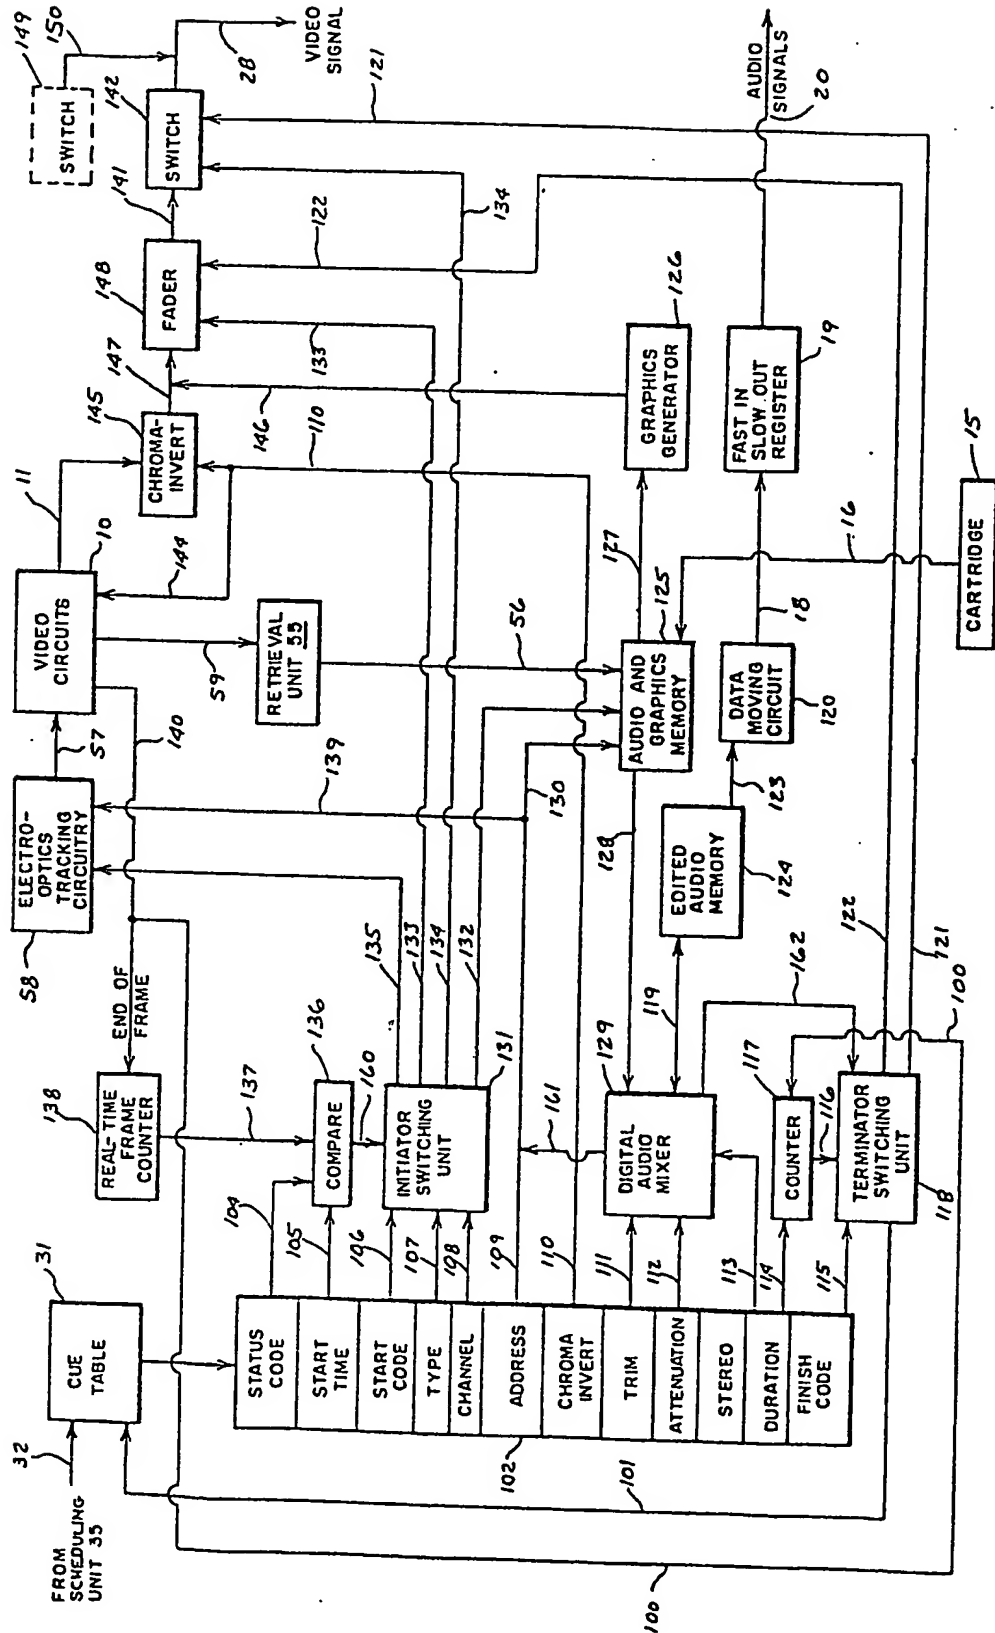 FROM
SCHEDULING
UNIT 35
32
CUE
TABLE
31
101
100
102
STATUS
CODE
START
TIME
START
CODE
TYPE
CHANNEL
ADDRESS
CHROMA
INVERT
TRIM
ATTENUATION
STEREO
DURATION
FINISH
CODE
104
105
106
107
108
109
110
111
112
113
114
115
REAL-TIME
FRAME
COUNTER
138
END OF
FRAME
137
COMPARE
136
160
INITIATOR
SWITCHING
UNIT
131
135
133
134
132
161
DIGITAL
AUDIO
MIXER
129
COUNTER
117
116
TERMINATOR
SWITCHING
UNIT
118
162
100
121
122
119
128
EDITED
AUDIO
MEMORY
124
123
DATA
MOVING
CIRCUIT
120
18
ELECTRO-
OPTICS
TRACKING
CIRCUITRY
58
57
140
139
130
VIDEO
CIRCUITS
10
11
144
59
RETRIEVAL
UNIT 55
56
AUDIO AND
GRAPHICS
MEMORY
125
127
16
CARTRIDGE
15
CHROMA-
INVERT
145
147
146
110
GRAPHICS
GENERATOR
126
FAST IN
SLOW OUT
REGISTER
19
FADER
148
133
122
141
134
SWITCH
142
SWITCH
149
150
28
VIDEO
SIGNAL
121
AUDIO
SIGNALS
20